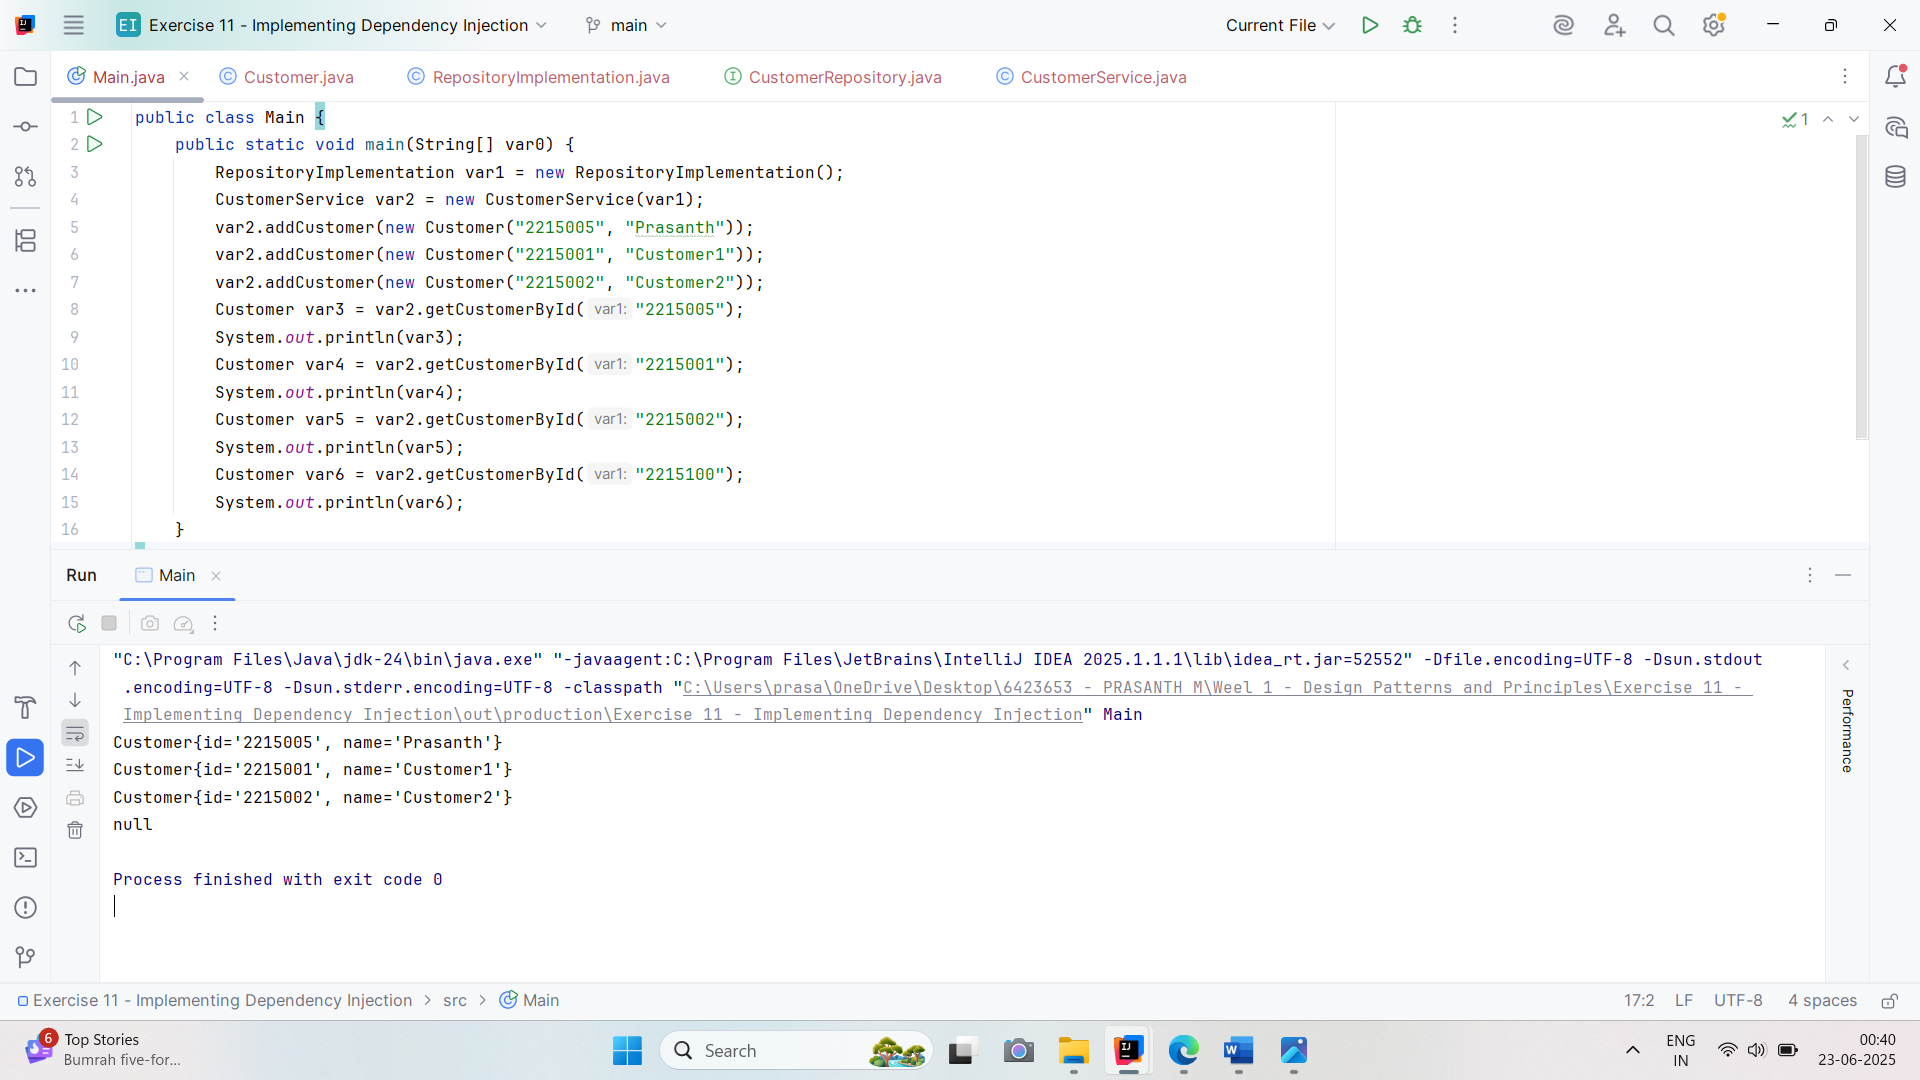 EI Exercise 11 - Implementing Dependency Injection main Current File
Main.java Customer.java RepositoryImplementation.java CustomerRepository.java CustomerService.java
1 public class Main {
1
2 public static void main(String[] var0) {
3 RepositoryImplementation var1 = new RepositoryImplementation();
4 CustomerService var2 = new CustomerService(var1);
5 var2.addCustomer(new Customer("2215005", "Prasanth"));
6 var2.addCustomer(new Customer("2215001", "Customer1"));
7 var2.addCustomer(new Customer("2215002", "Customer2"));
8 Customer var3 = var2.getCustomerById( var1: "2215005");
9 System.out.println(var3);
10 Customer var4 = var2.getCustomerById( var1: "2215001");
11 System.out.println(var4);
12 Customer var5 = var2.getCustomerById( var1: "2215002");
13 System.out.println(var5);
14 Customer var6 = var2.getCustomerById( var1: "2215100");
15 System.out.println(var6);
16 }
Run Main
"C:\Program Files\Java\jdk-24\bin\java.exe" "-javaagent:C:\Program Files\JetBrains\IntelliJ IDEA 2025.1.1.1\lib\idea_rt.jar=52552" -Dfile.encoding=UTF-8 -Dsun.stdout
.encoding=UTF-8 -Dsun.stderr.encoding=UTF-8 -classpath "C:\Users\prasa\OneDrive\Desktop\6423653 - PRASANTH M\Weel 1 - Design Patterns and Principles\Exercise 11 -
Implementing Dependency Injection\out\production\Exercise 11 - Implementing Dependency Injection" Main
Customer{id='2215005', name='Prasanth'}
Customer{id='2215001', name='Customer1'}
Customer{id='2215002', name='Customer2'}
null
Process finished with exit code 0
Performance
Exercise 11 - Implementing Dependency Injection > src > Main 17:2 LF UTF-8 4 spaces
6 Top Stories
Bumrah five-for...
Search
ENG
IN
00:40
23-06-2025